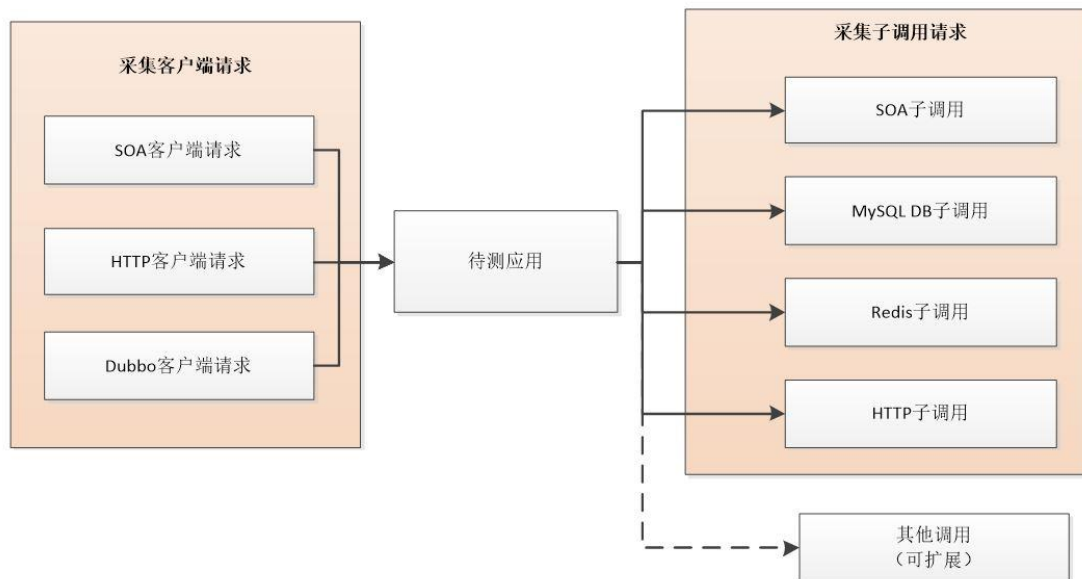 采集客户端请求
SOA客户端请求
HTTP客户端请求
Dubbo客户端请求
待测应用
采集子调用请求
SOA子调用
MySQL DB子调用
Redis子调用
HTTP子调用
其他调用
（可扩展）